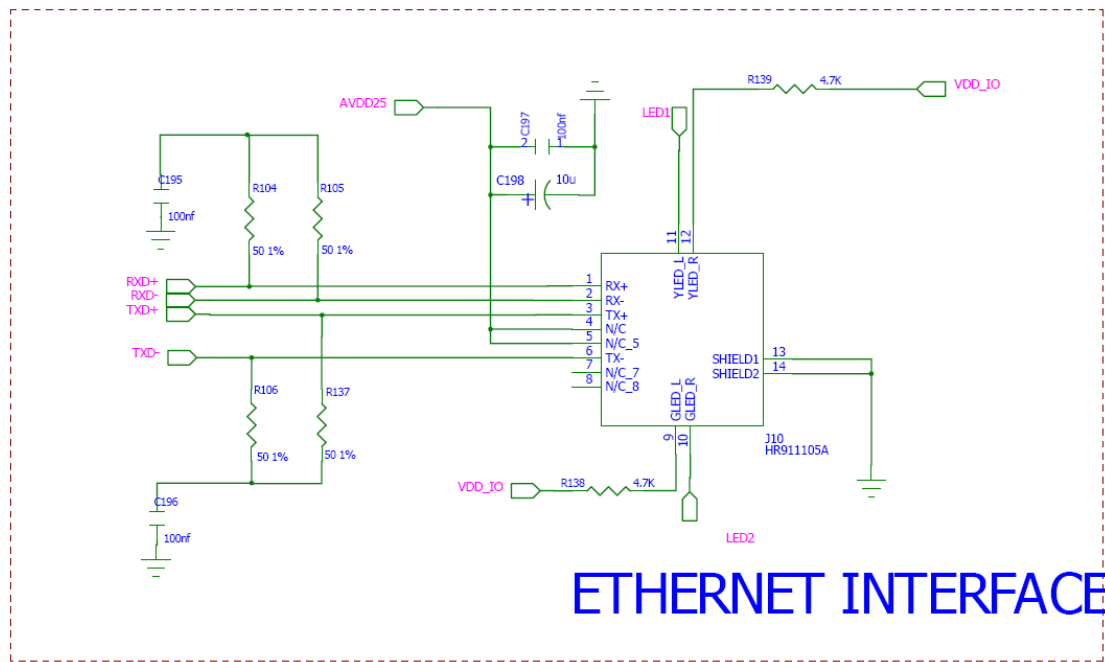 R139 4.7K VDD_IO
AVDD25
LED1
C197
2 1
100nf
C198 10u
+
C195
100nf
R104
50 1%
R105
50 1%
11 12
YLED_L
YLED_R
RXD+
RXD-
TXD+
TXD-
1 RX+
2 RX-
3 TX+
4 N/C
5 N/C_5
6 TX-
7 N/C_7
8 N/C_8
SHIELD1 13
SHIELD2 14
GLED_L
GLED_R
9 10
J10
HR911105A
R106
50 1%
R137
50 1%
VDD_IO R138 4.7K
C196
100nf
LED2
ETHERNET INTERFACE